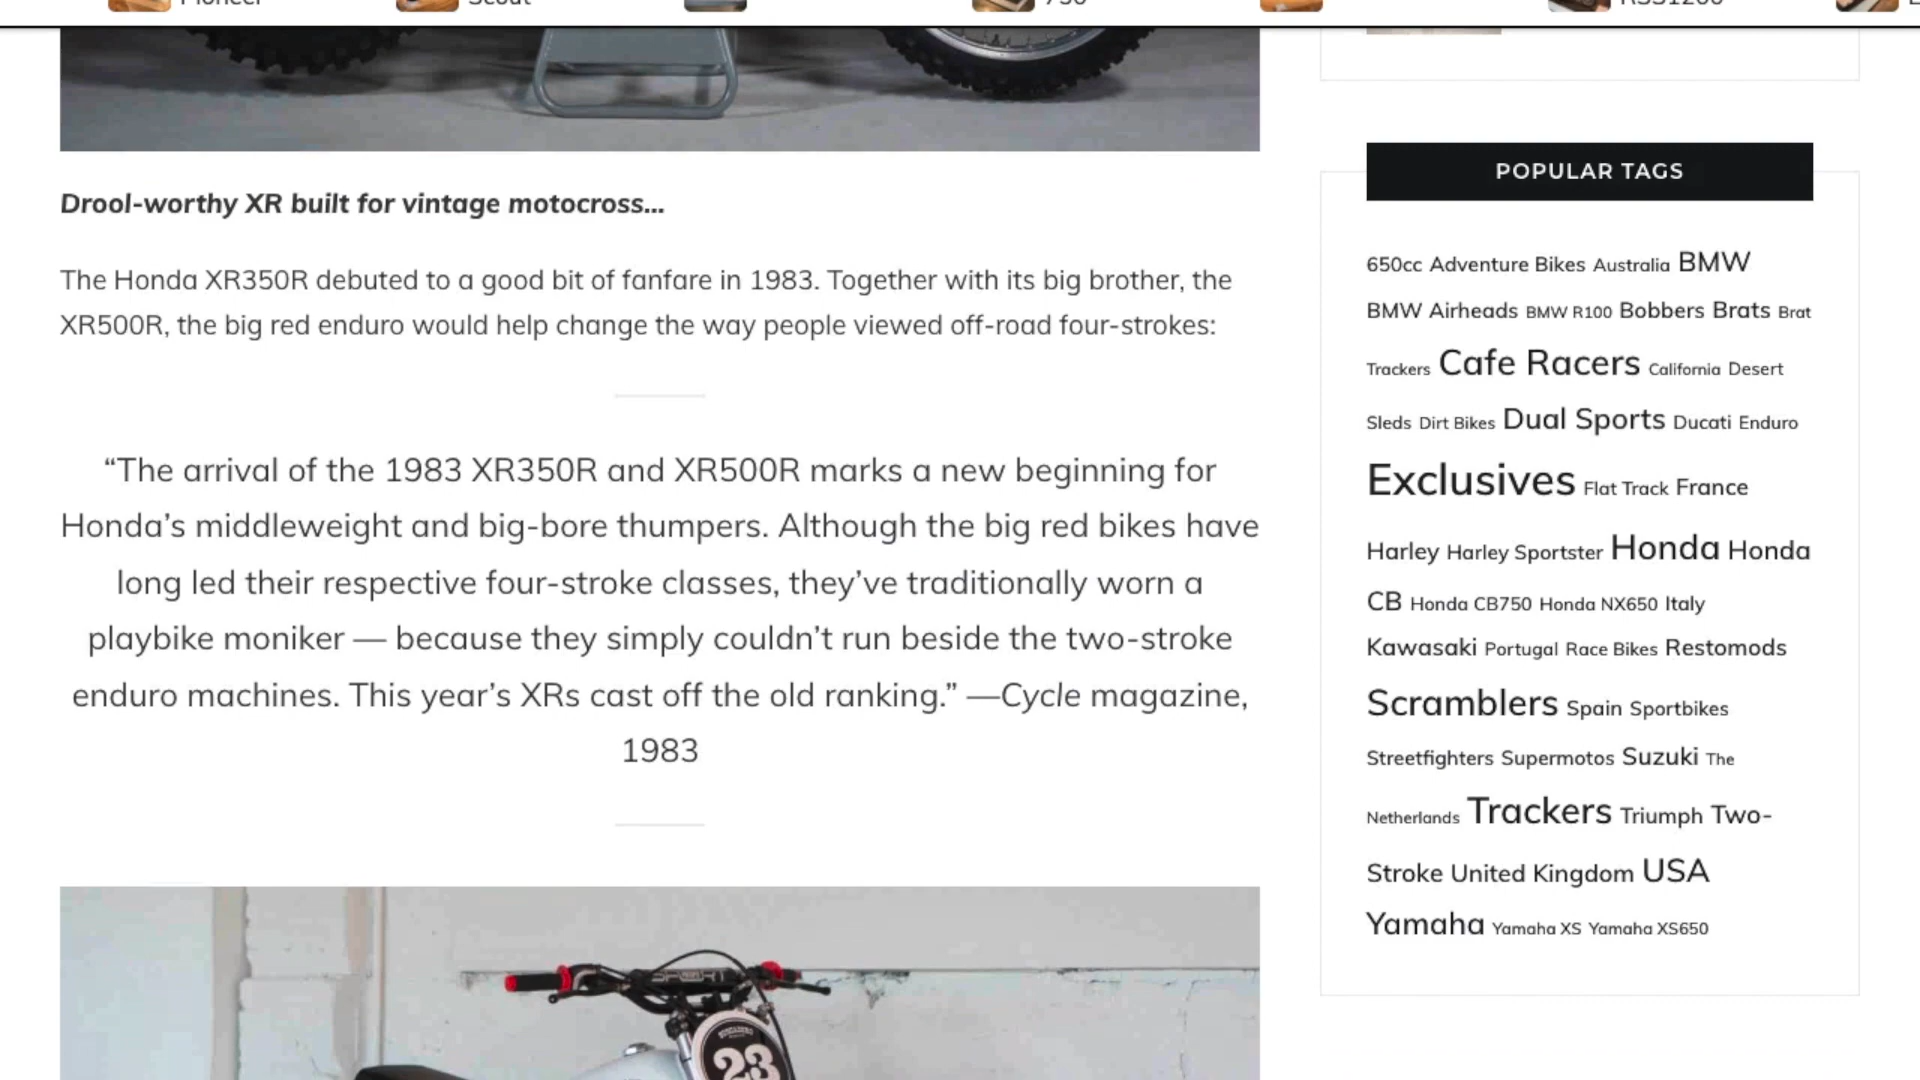 Drool-worthy XR built for vintage motocross…
The Honda XR350R debuted to a good bit of fanfare in 1983. Together with its big brother, the
XR500R, the big red enduro would help change the way people viewed off-road four-strokes:
“The arrival of the 1983 XR350R and XR500R marks a new beginning for
Honda’s middleweight and big-bore thumpers. Although the big red bikes have
long led their respective four-stroke classes, they’ve traditionally worn a
playbike moniker — because they simply couldn’t run beside the two-stroke
enduro machines. This year’s XRs cast off the old ranking.” —Cycle magazine,
1983
23
POPULAR TAGS
650cc Adventure Bikes Australia BMW
BMW Airheads BMW R100 Bobbers Brats Brat
Trackers Cafe Racers California Desert
Sleds Dirt Bikes Dual Sports Ducati Enduro
Exclusives Flat Track France
Harley Harley Sportster Honda Honda
CB Honda CB750 Honda NX650 Italy
Kawasaki Portugal Race Bikes Restomods
Scramblers Spain Sportbikes
Streetfighters Supermotos Suzuki The
Netherlands Trackers Triumph Two-
Stroke United Kingdom USA
Yamaha Yamaha XS Yamaha XS650